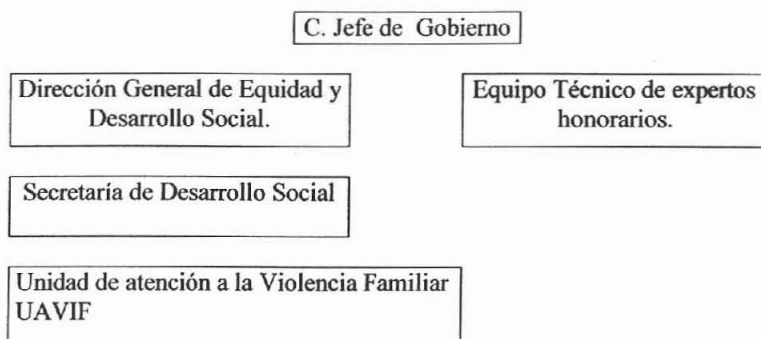 C. Jefe de Gobierno
Dirección General de Equidad y
Desarrollo Social.
Equipo Técnico de expertos
honorarios.
Secretaría de Desarrollo Social
Unidad de atención a la Violencia Familiar
UAVIF